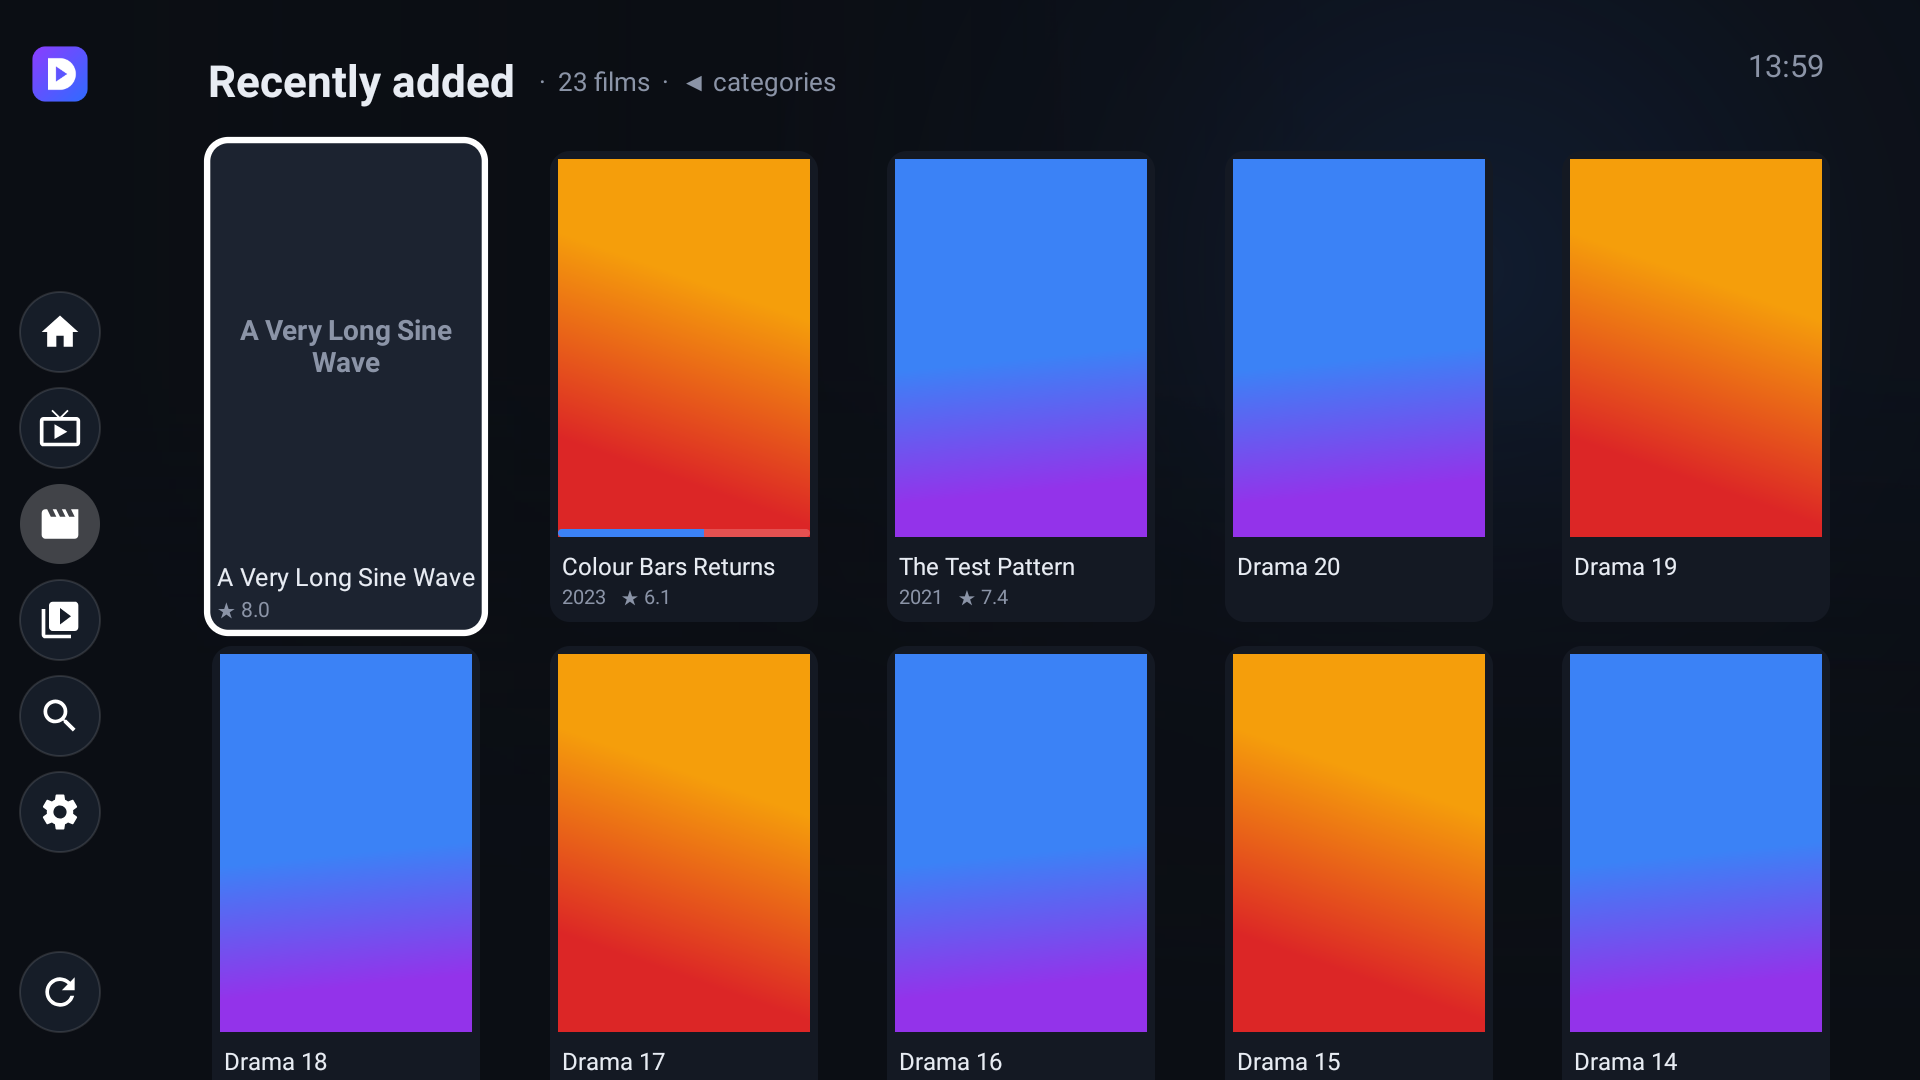 Recently added · 23 films · ◄ categories
13:59
A Very Long Sine
Wave
A Very Long Sine Wave
★ 8.0
Colour Bars Returns
2023 ★ 6.1
The Test Pattern
2021 ★ 7.4
Drama 20
Drama 19
Drama 18
Drama 17
Drama 16
Drama 15
Drama 14